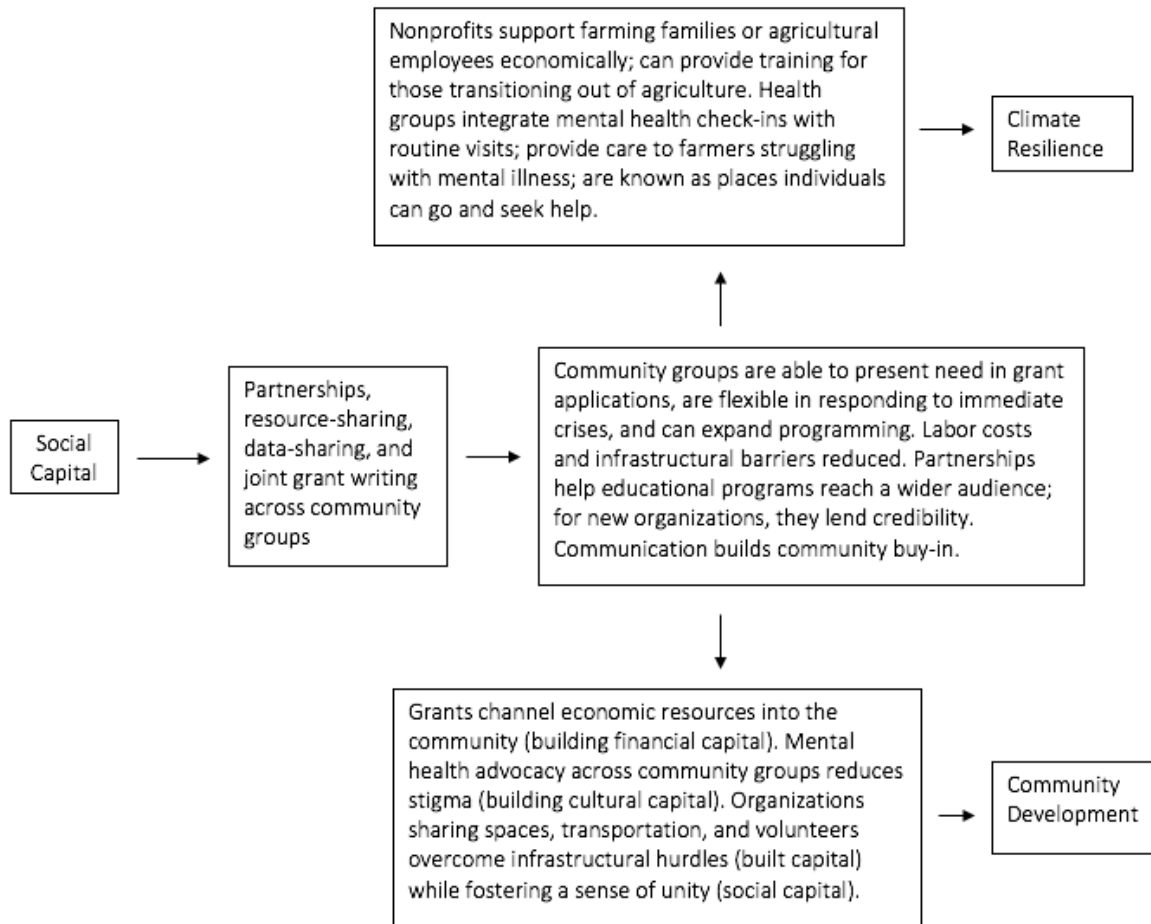 Nonprofits support farming families or agricultural
employees economically; can provide training for
those transitioning out of agriculture. Health
groups integrate mental health check-ins with
routine visits; provide care to farmers struggling
with mental illness; are known as places individuals
can go and seek help.
Climate
Resilience
Social
Capital
Partnerships,
resource-sharing,
data-sharing, and
joint grant writing
across community
groups
Community groups are able to present need in grant
applications, are flexible in responding to immediate
crises, and can expand programming. Labor costs
and infrastructural barriers reduced. Partnerships
help educational programs reach a wider audience;
for new organizations, they lend credibility.
Communication builds community buy-in.
Grants channel economic resources into the
community (building financial capital). Mental
health advocacy across community groups reduces
stigma (building cultural capital). Organizations
sharing spaces, transportation, and volunteers
overcome infrastructural hurdles (built capital)
while fostering a sense of unity (social capital).
Community
Development